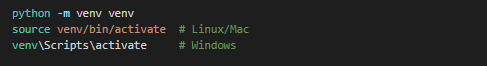 python -m venv venv
source venv/bin/activate  # Linux/Mac
venv\Scripts\activate     # Windows